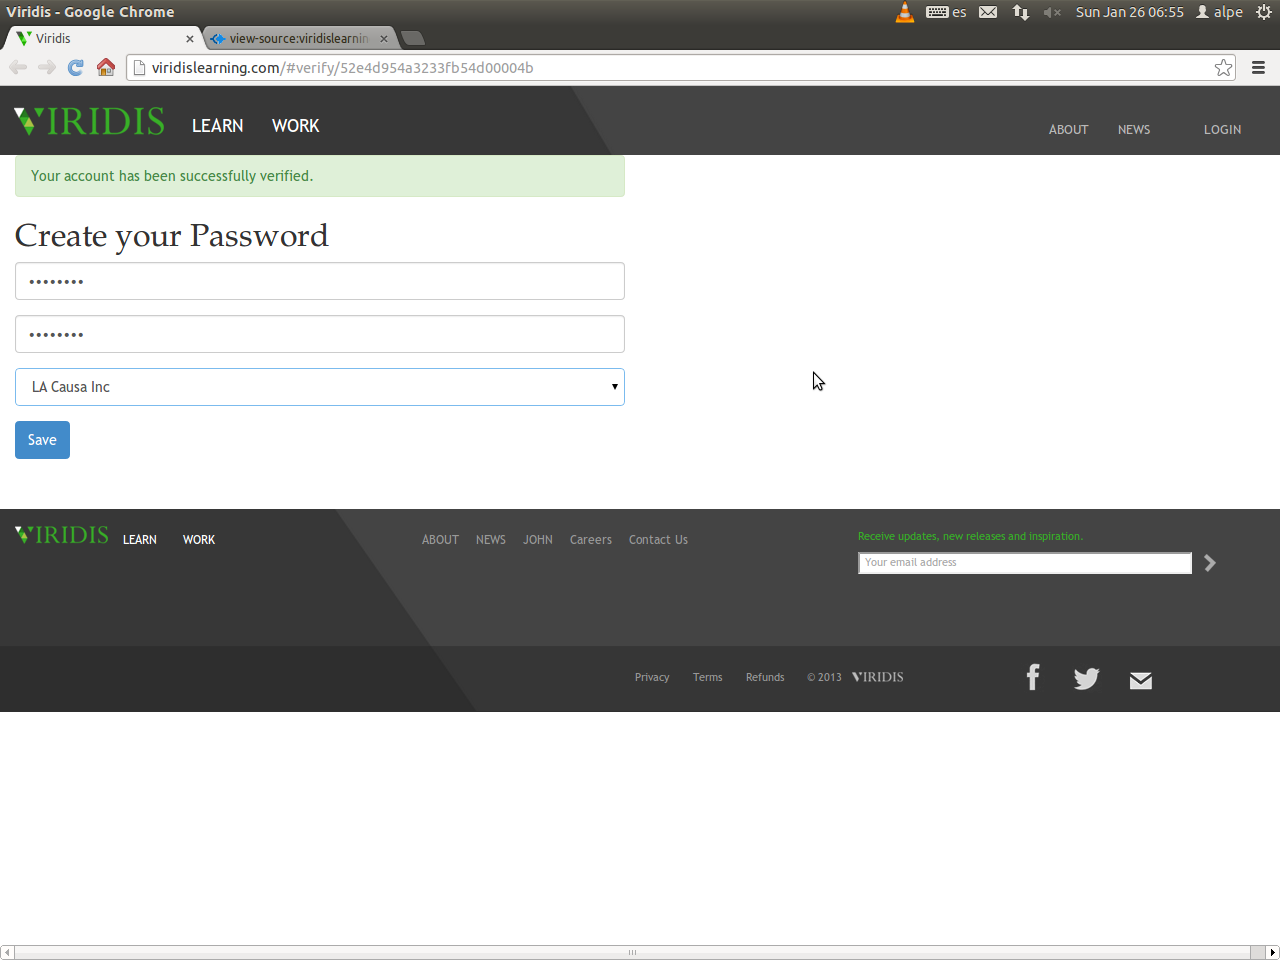 Viridis - Google Chrome
es
Sun Jan 26 06:55
alpe
Viridis
view-source:viridislearnin
viridislearning.com/#verify/52e4d954a3233fb54d00004b
VIRIDIS
LEARN
WORK
ABOUT
NEWS
LOGIN
Your account has been successfully verified.
Create your Password
••••••••
••••••••
LA Causa Inc
Save
VIRIDIS
LEARN
WORK
ABOUT
NEWS
JOHN
Careers
Contact Us
Receive updates, new releases and inspiration.
Your email address
Privacy
Terms
Refunds
© 2013
VIRIDIS